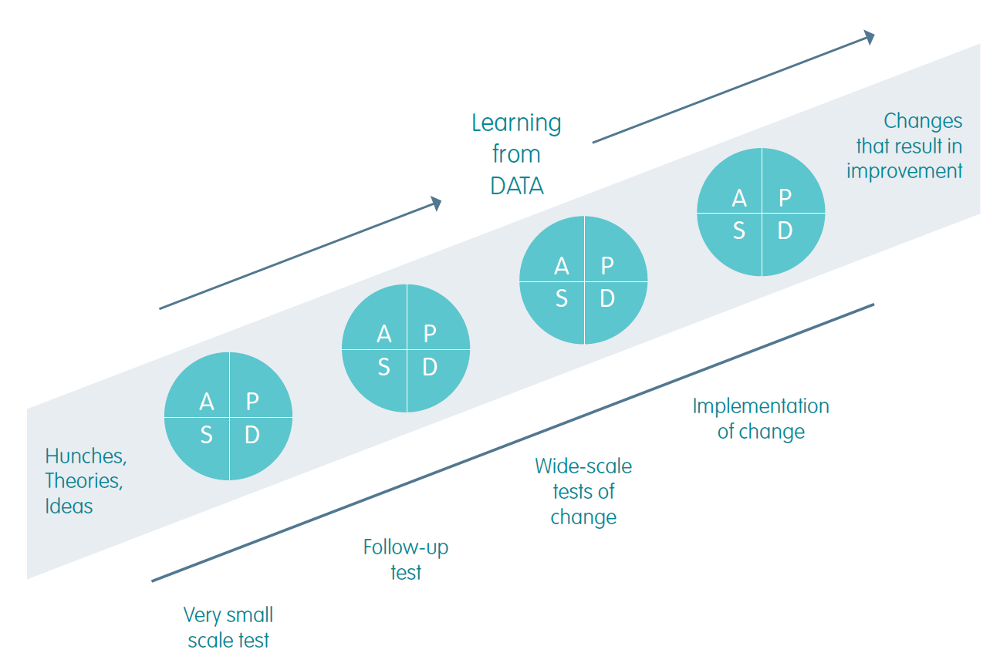 Learning
from
DATA
Changes
that result in
improvement
A P
S D
A P
S D
A P
S D
A P
S D
Hunches,
Theories,
Ideas
Implementation
of change
Wide-scale
tests of
change
Follow-up
test
Very small
scale test